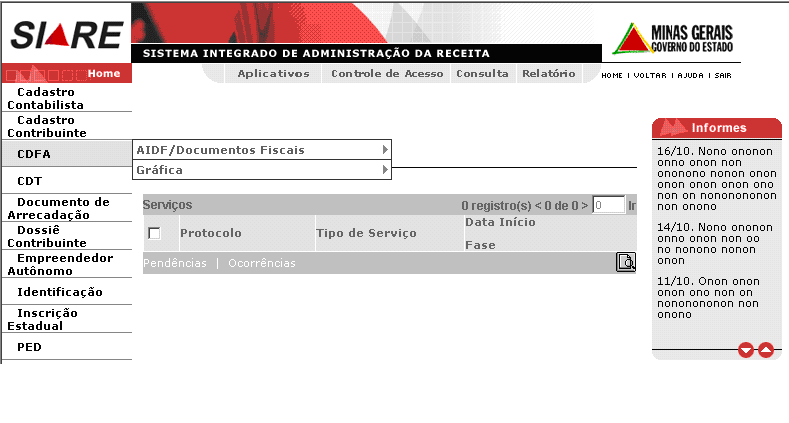 SIARE
MINAS GERAIS
GOVERNO DO ESTADO
SISTEMA INTEGRADO DE ADMINISTRAÇÃO DA RECEITA
Home
Aplicativos
Controle de Acesso
Consulta
Relatório
HOME | VOLTAR | AJUDA | SAIR
Cadastro
Contabilista
Cadastro
Contribuinte
CDFA
CDT
Documento de
Arrecadação
Dossiê
Contribuinte
Empreendedor
Autônomo
Identificação
Inscrição
Estadual
PED
AIDF/Documentos Fiscais
Gráfica
Serviços
0 registro(s) < 0 de 0 > 0 Ir
Protocolo
Tipo de Serviço
Data Início
Fase
Pendências | Ocorrências
Informes
16/10. Nono ononon
onno onon non
ononono nonon onon
onon onon onon ono
non on nonononono​n
non onono
14/10. Nono ononon
onno onon non oo
no nonono nonon
onon
11/10. Onon onon
onon ono non on
nononononon non
onono